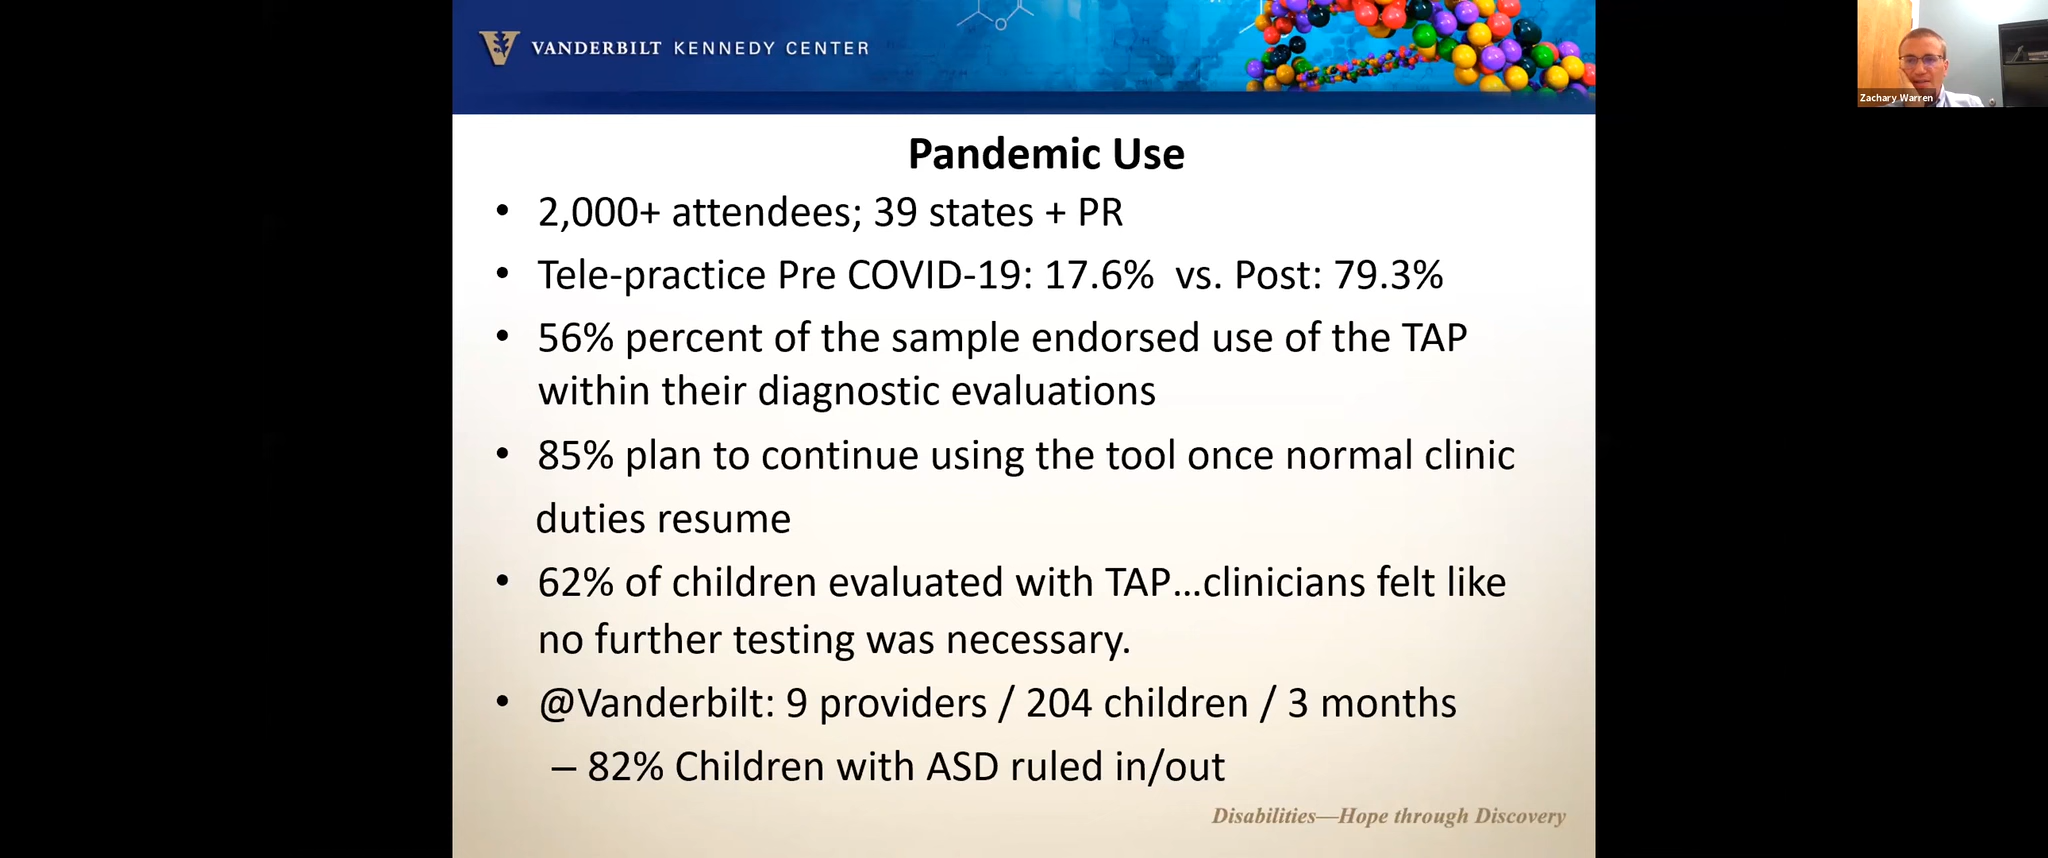 VANDERBILT KENNEDY CENTER
Zachary Warren
Pandemic Use
• 2,000+ attendees; 39 states + PR
• Tele-practice Pre COVID-19: 17.6% vs. Post: 79.3%
• 56% percent of the sample endorsed use of the TAP
within their diagnostic evaluations
• 85% plan to continue using the tool once normal clinic
duties resume
• 62% of children evaluated with TAP...clinicians felt like
no further testing was necessary.
• @Vanderbilt: 9 providers / 204 children / 3 months
– 82% Children with ASD ruled in/out
Disabilities—Hope through Discovery